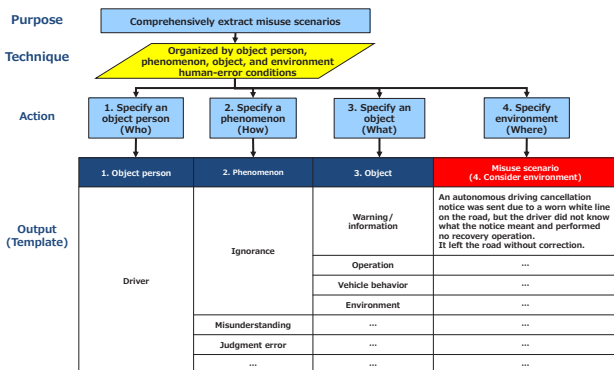 Purpose
Comprehensively extract misuse scenarios
Technique
Organized by object person,
phenomenon, object, and environment
human-error conditions
Action
1. Specify an
object person
(Who)
2. Specify a
phenomenon
(How)
3. Specify an
object
(What)
4. Specify
environment
(Where)
Output
(Template)
1. Object person
2. Phenomenon
3. Object
Misuse scenario
(4. Consider environment)
Driver
Ignorance
Warning/
information
An autonomous driving cancellation
notice was sent due to a worn white line
on the road, but the driver did not know
what the notice meant and performed
no recovery operation.
It left the road without correction.
Operation
...
Vehicle behavior
...
Environment
...
Misunderstanding
...
...
Judgment error
...
...
...
...
...